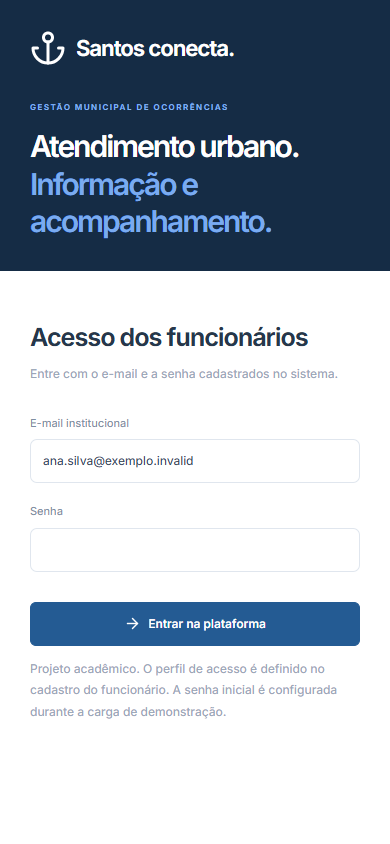 Santos conecta.
GESTÃO MUNICIPAL DE OCORRÊNCIAS
Atendimento urbano.
Informação e
acompanhamento.
Acesso dos funcionários
Entre com o e-mail e a senha cadastrados no sistema.
E-mail institucional
ana.silva@exemplo.invalid
Senha
Entrar na plataforma
Projeto acadêmico. O perfil de acesso é definido no
cadastro do funcionário. A senha inicial é configurada
durante a carga de demonstração.